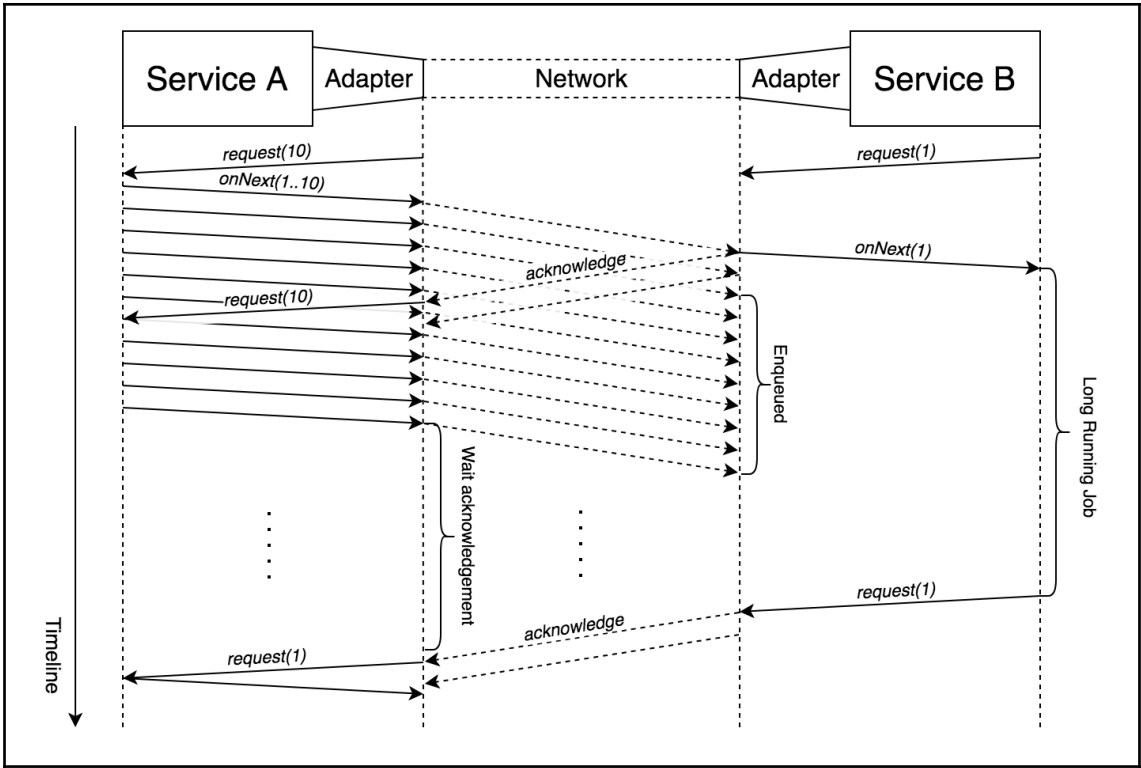 Service A
Adapter
Network
Adapter
Service B
request(10)
request(1)
onNext(1..10)
onNext(1)
acknowledge
request(10)
Enqueued
Long Running Job
Wait acknowledgement
request(1)
acknowledge
request(1)
Timeline